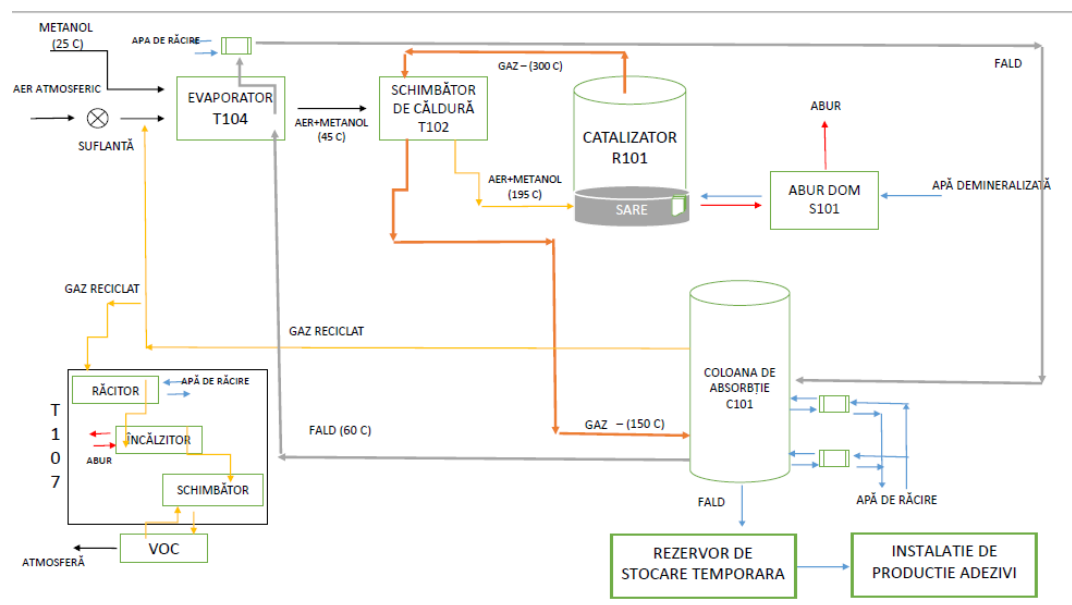 METANOL
(25 C)
APA DE RĂCIRE
AER ATMOSFERIC
SUFLANTĂ
EVAPORATOR
T104
AER+METANOL
(45 C)
SCHIMBĂTOR
DE CĂLDURĂ
T102
GAZ – (300 C)
AER+METANOL
(195 C)
CATALIZATOR
R101
SARE
ABUR
ABUR DOM
S101
APĂ DEMINERALIZATĂ
FALD
GAZ RECICLAT
GAZ RECICLAT
COLOANA DE
ABSORBȚIE
C101
GAZ – (150 C)
FALD (60 C)
APĂ DE RĂCIRE
FALD
T107
RĂCITOR
APĂ DE RĂCIRE
ÎNCĂLZITOR
ABUR
SCHIMBĂTOR
VOC
ATMOSFERĂ
REZERVOR DE
STOCARE TEMPORARA
INSTALATIE DE
PRODUCTIE ADEZIVI